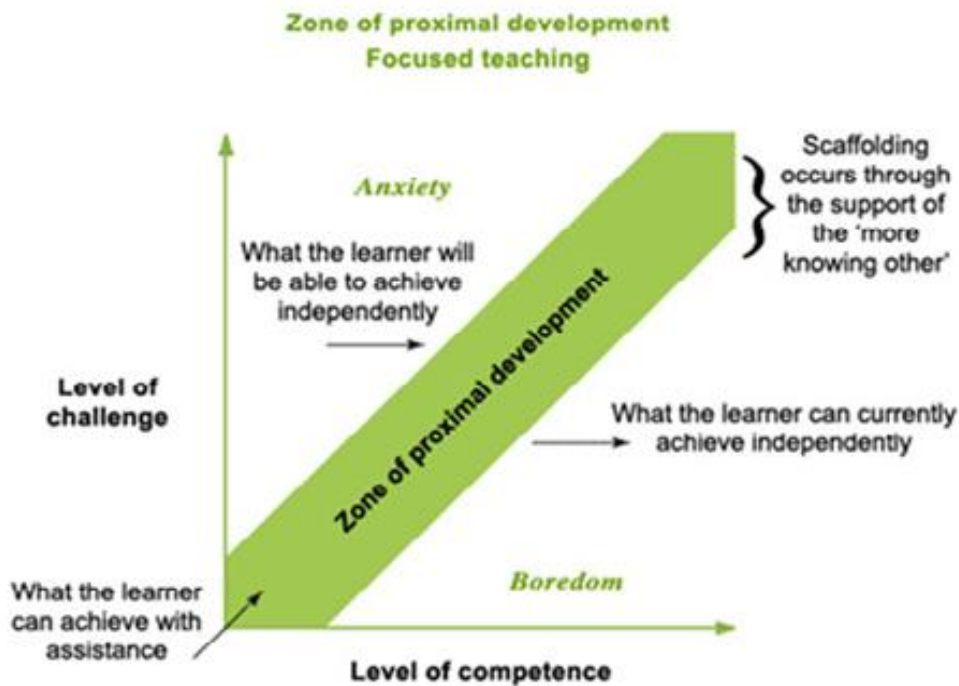 Zone of proximal development
Focused teaching
Anxiety
What the learner will
be able to achieve
independently
Scaffolding
occurs through
the support of
the ‘more
knowing other’
Level of
challenge
Zone of proximal development
What the learner can currently
achieve independently
Boredom
What the learner
can achieve with
assistance
Level of competence